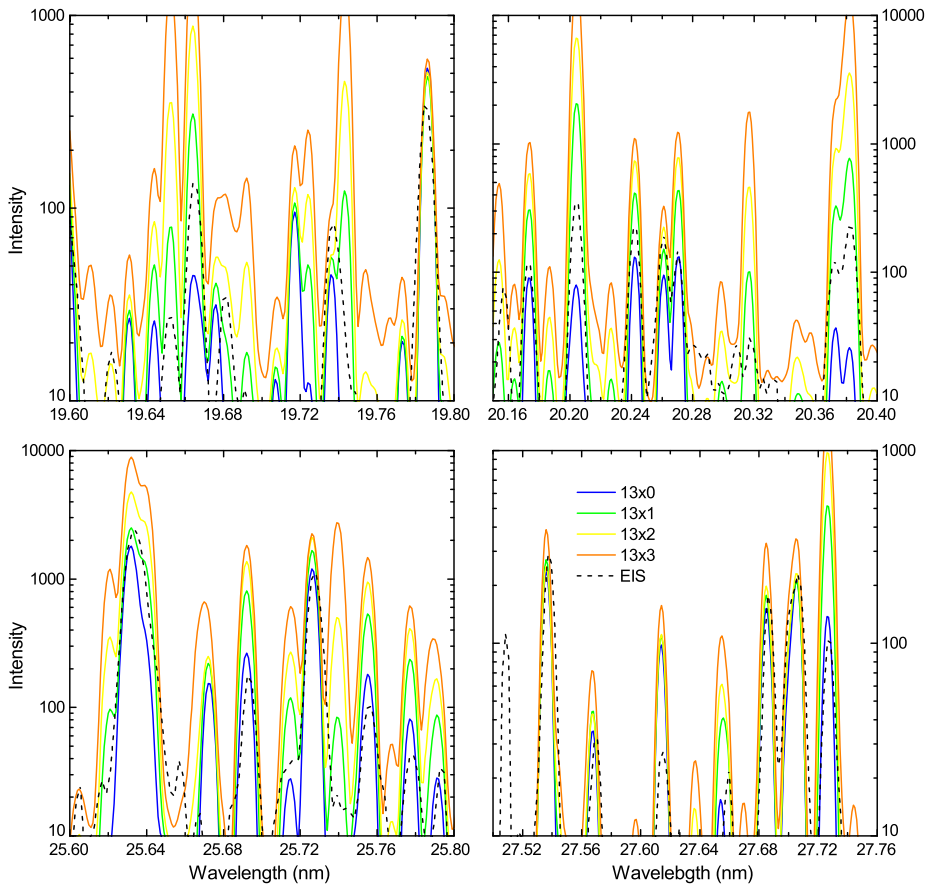 1000
100
10
Intensity
19.60 19.64 19.68 19.72 19.76 19.80
10000
1000
100
10
20.16 20.20 20.24 20.28 20.32 20.36 20.40
10000
1000
100
10
Intensity
25.60 25.64 25.68 25.72 25.76 25.80
Wavelength (nm)
1000
100
10
13x0
13x1
13x2
13x3
EIS
27.52 27.56 27.60 27.64 27.68 27.72 27.76
Wavelebgth (nm)